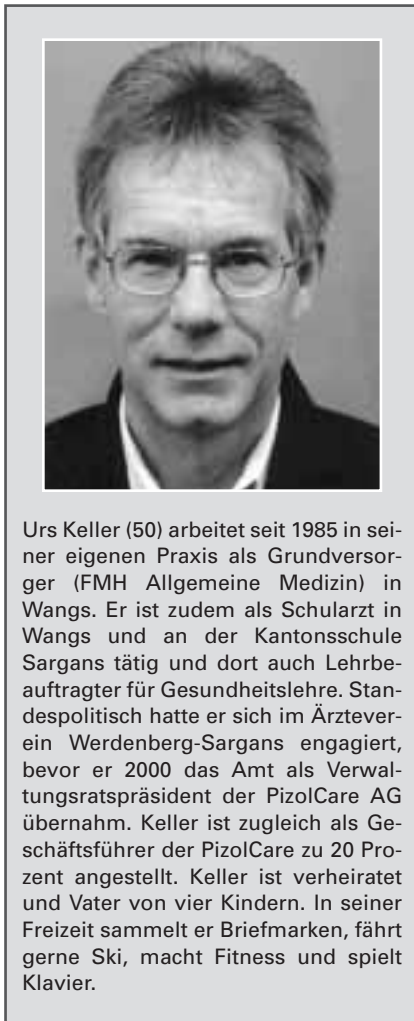 Urs Keller (50) arbeitet seit 1985 in sei-
ner eigenen Praxis als Grundversor-
ger (FMH Allgemeine Medizin) in
Wangs. Er ist zudem als Schularzt in
Wangs und an der Kantonsschule
Sargans tätig und dort auch Lehrbe-
auftragter für Gesundheitslehre. Stan-
despolitisch hatte er sich im Ärztever-
ein Werdenberg-Sargans engagiert,
bevor er 2000 das Amt als Verwal-
tungsratspräsident der PizolCare AG
übernahm. Keller ist zugleich als Ge-
schäftsführer der PizolCare zu 20 Pro-
zent angestellt. Keller ist verheiratet
und Vater von vier Kindern. In seiner
Freizeit sammelt er Briefmarken, fährt
gerne Ski, macht Fitness und spielt
Klavier.